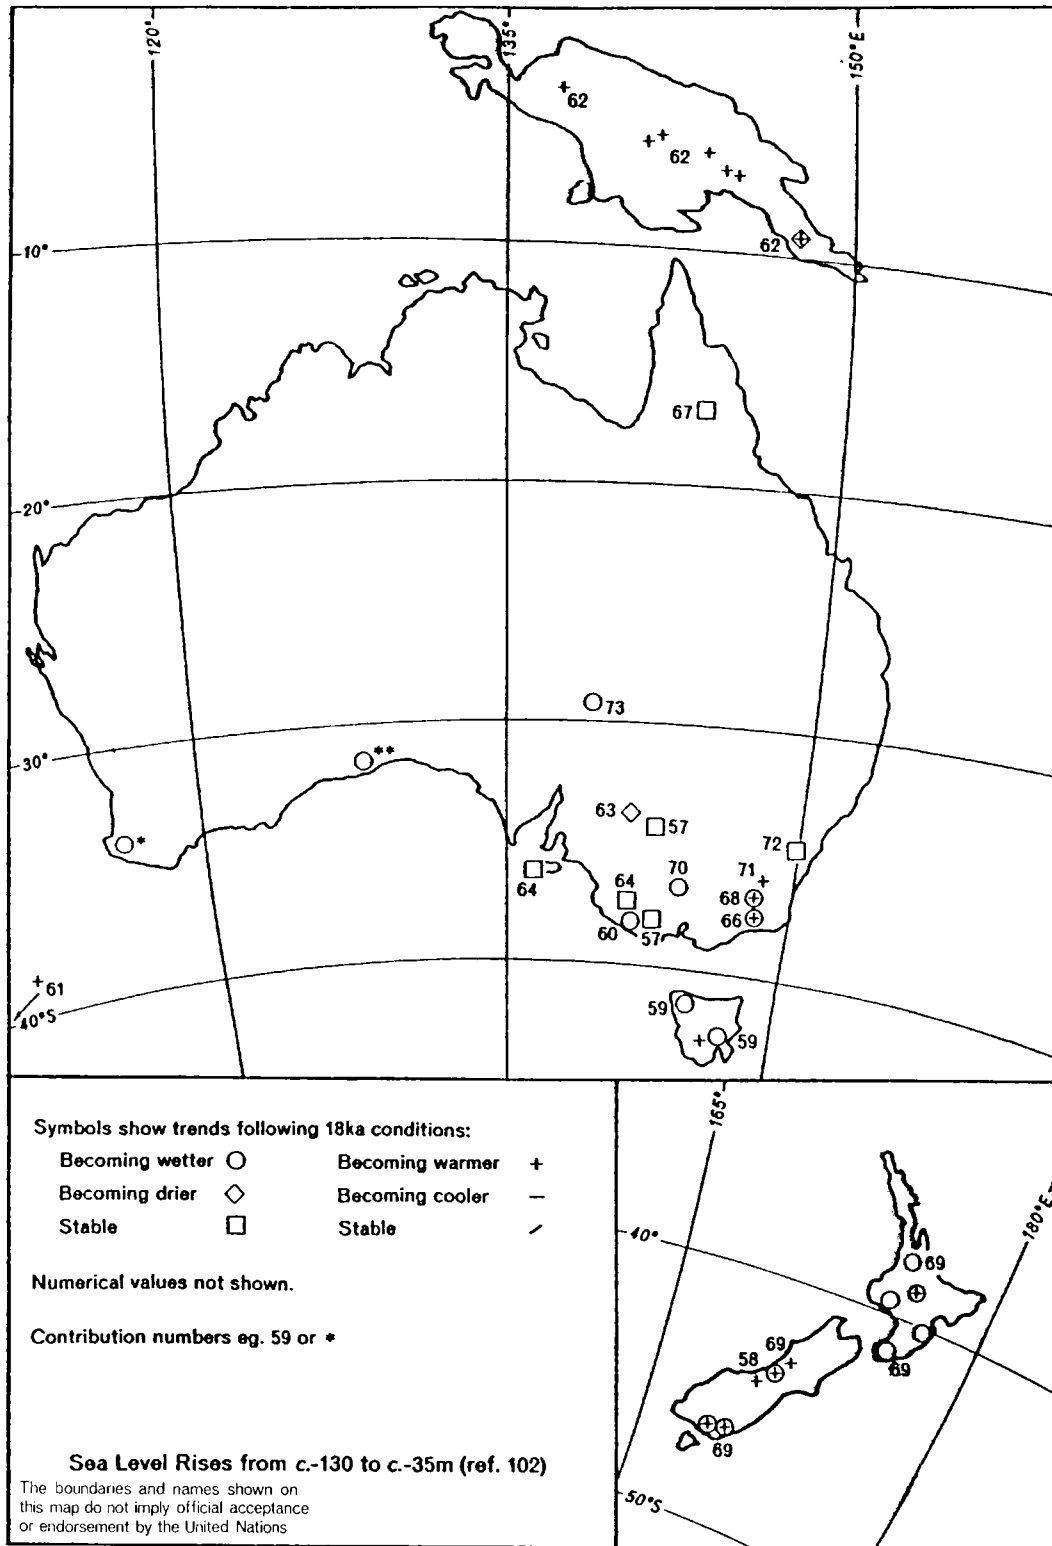 120°
135°
150°E
62
62
62
10°
67
20°
73
**
30°
63
57
*
72
70
71
64
64
68
66
60
57
61
40°S
59
59
Symbols show trends following 18ka conditions:
Becoming wetter ○ Becoming warmer +
Becoming drier ◇ Becoming cooler –
Stable □ Stable /
Numerical values not shown.
Contribution numbers eg. 59 or *
Sea Level Rises from c.-130 to c.-35m (ref. 102)
The boundaries and names shown on
this map do not imply official acceptance
or endorsement by the United Nations
165°
180°E
40°
69
69
58
69
69
50°S